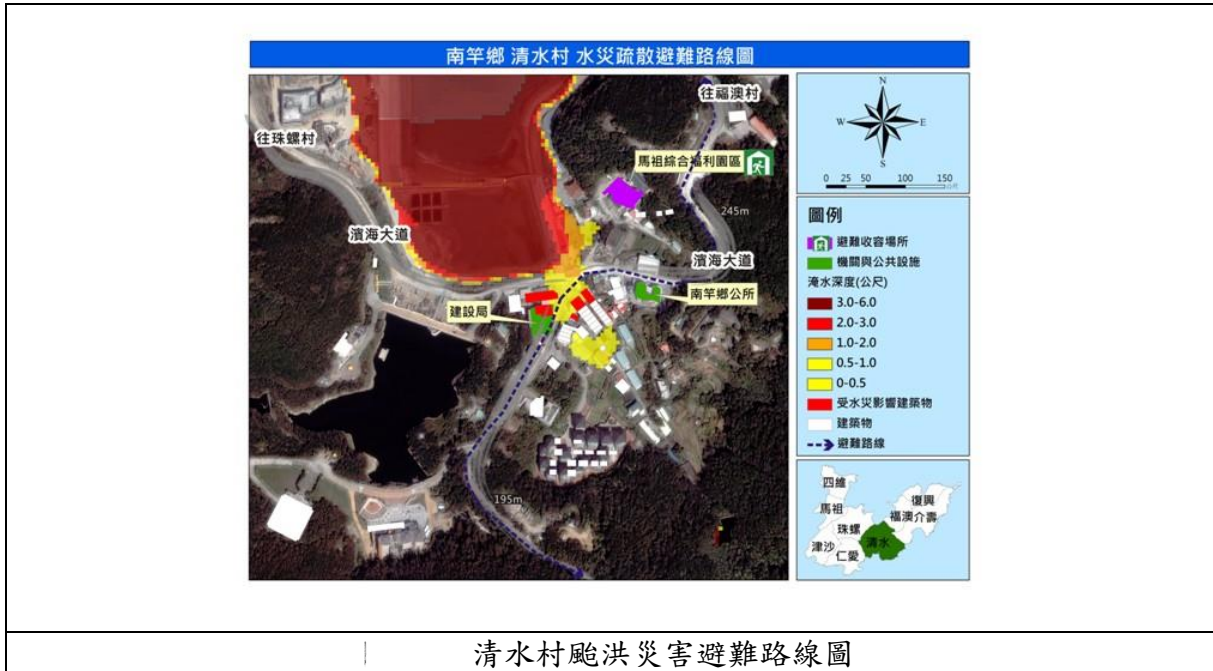 南竿鄉 清水村 水災疏散避難路線圖
往福澳村
往珠螺村
馬祖綜合福利園區
245m
濱海大道
濱海大道
南竿鄉公所
建設局
195m
N
W
E
S
0 25 50 100 150
公尺
圖例
避難收容場所
機關與公共設施
淹水深度(公尺)
3.0-6.0
2.0-3.0
1.0-2.0
0.5-1.0
0-0.5
受水災影響建築物
建築物
避難路線
四維
復興
馬祖
福澳
介壽
珠螺
清水
津沙
仁愛
清水村颱洪災害避難路線圖